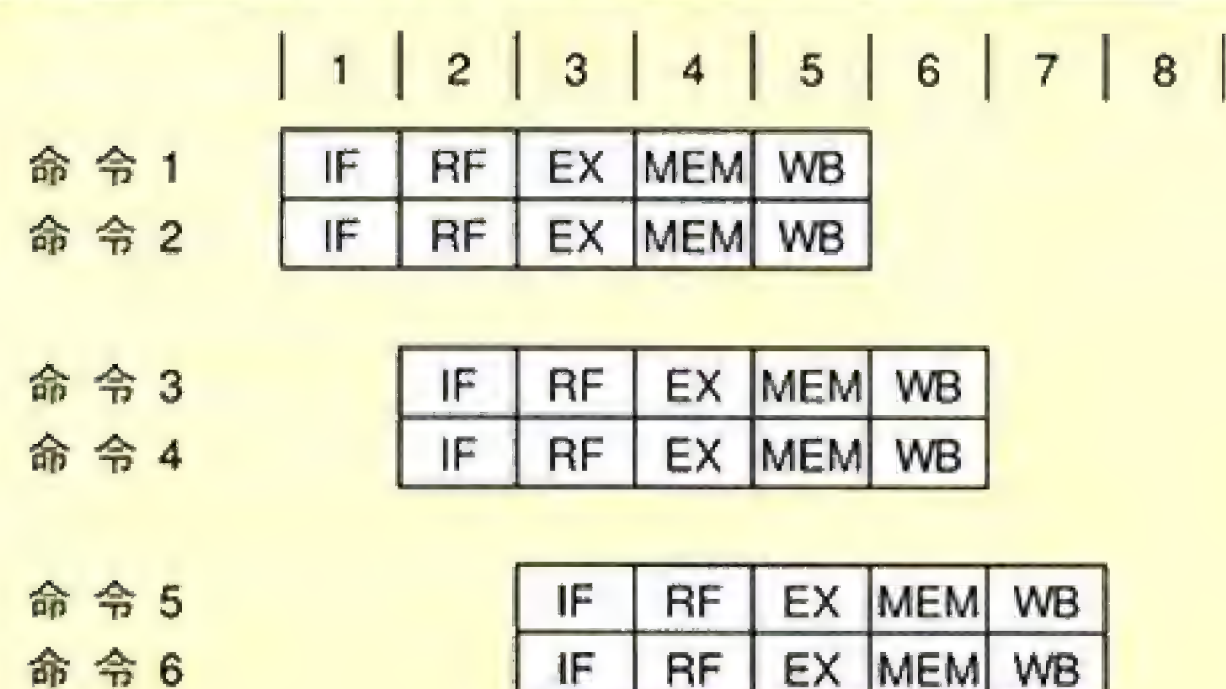 1 2 3 4 5 6 7 8
命令1 IF RF EX MEM WB
命令2 IF RF EX MEM WB
命令3 IF RF EX MEM WB
命令4 IF RF EX MEM WB
命令5 IF RF EX MEM WB
命令6 IF RF EX MEM WB